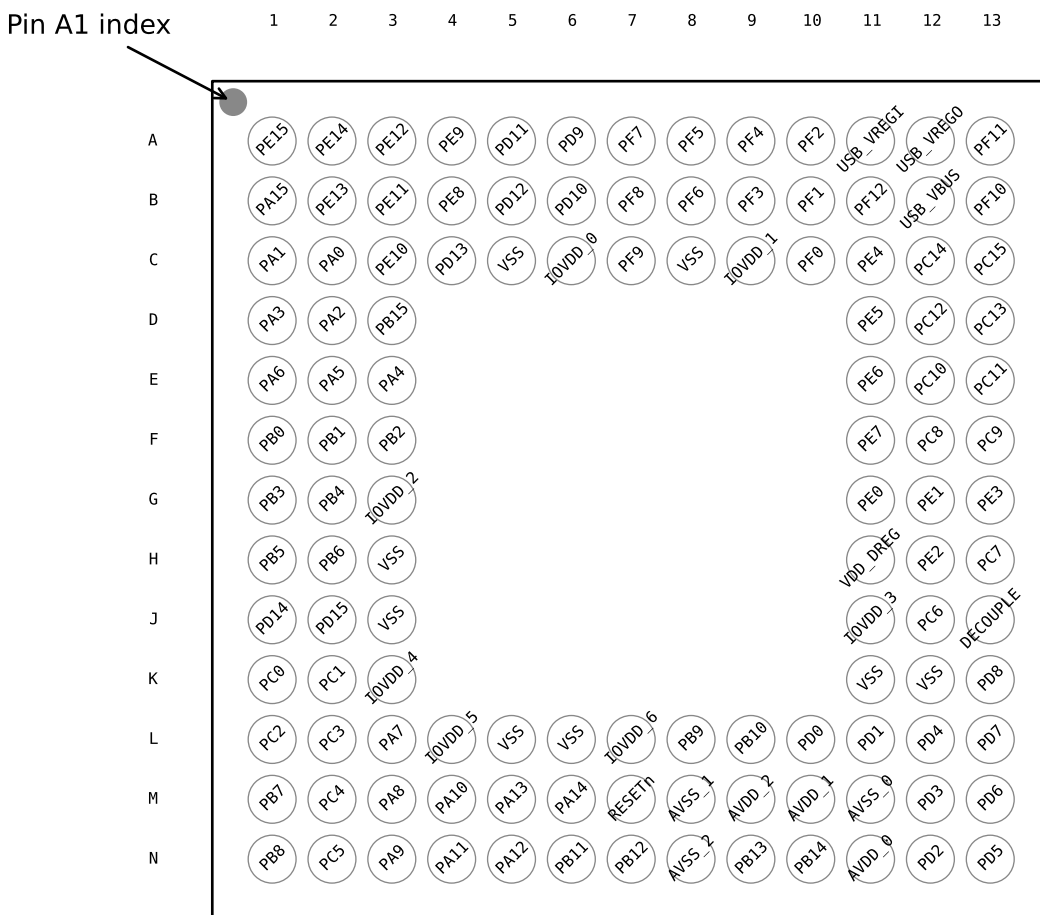 Pin A1 index
1 2 3 4 5 6 7 8 9 10 11 12 13
A PE15 PE14 PE12 PE9 PD11 PD9 PF7 PF5 PF4 PF2 USB_VREGI USB_VREGO PF11
B PA15 PE13 PE11 PE8 PD12 PD10 PF8 PF6 PF3 PF1 PF12 USB_VBUS PF10
C PA1 PA0 PE10 PD13 VSS IOVDD_0 PF9 VSS IOVDD_1 PF0 PE4 PC14 PC15
D PA3 PA2 PB15 PE5 PC12 PC13
E PA6 PA5 PA4 PE6 PC10 PC11
F PB0 PB1 PB2 PE7 PC8 PC9
G PB3 PB4 IOVDD_2 PE0 PE1 PE3
H PB5 PB6 VSS VDD_DREG PE2 PC7
J PD14 PD15 VSS IOVDD_3 PC6 DECOUPLE
K PC0 PC1 IOVDD_4 VSS VSS PD8
L PC2 PC3 PA7 IOVDD_5 VSS VSS IOVDD_6 PB9 PB10 PD0 PD1 PD4 PD7
M PB7 PC4 PA8 PA10 PA13 PA14 RESETn AVSS_1 AVDD_2 AVDD_1 AVSS_0 PD3 PD6
N PB8 PC5 PA9 PA11 PA12 PB11 PB12 AVSS_2 PB13 PB14 AVDD_0 PD2 PD5